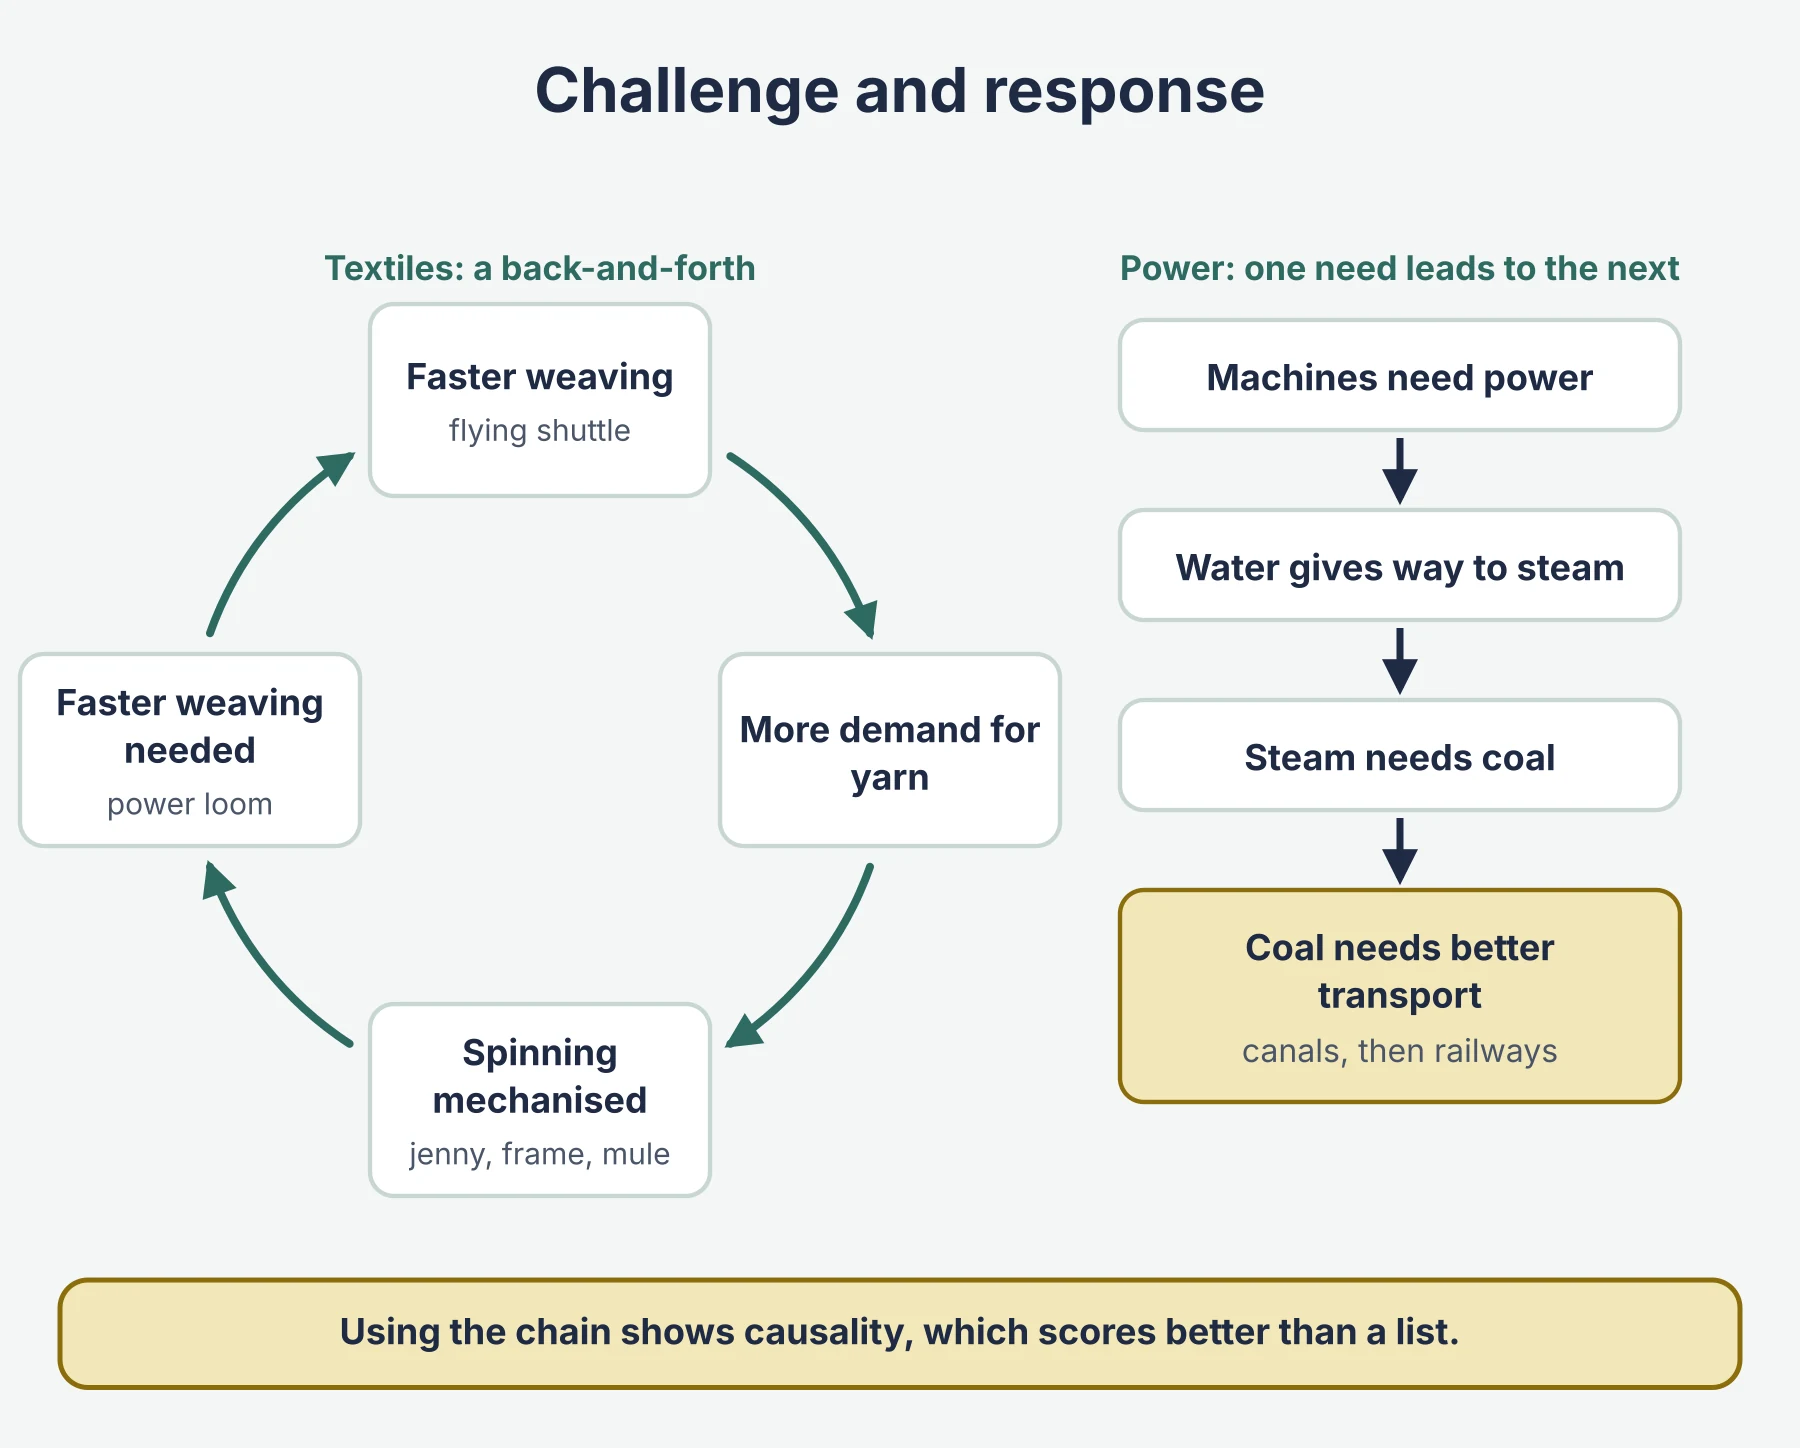 Challenge and response
Textiles: a back-and-forth
Faster weaving
flying shuttle
More demand for
yarn
Spinning
mechanised
jenny, frame, mule
Faster weaving
needed
power loom
Power: one need leads to the next
Machines need power
Water gives way to steam
Steam needs coal
Coal needs better
transport
canals, then railways
Using the chain shows causality, which scores better than a list.